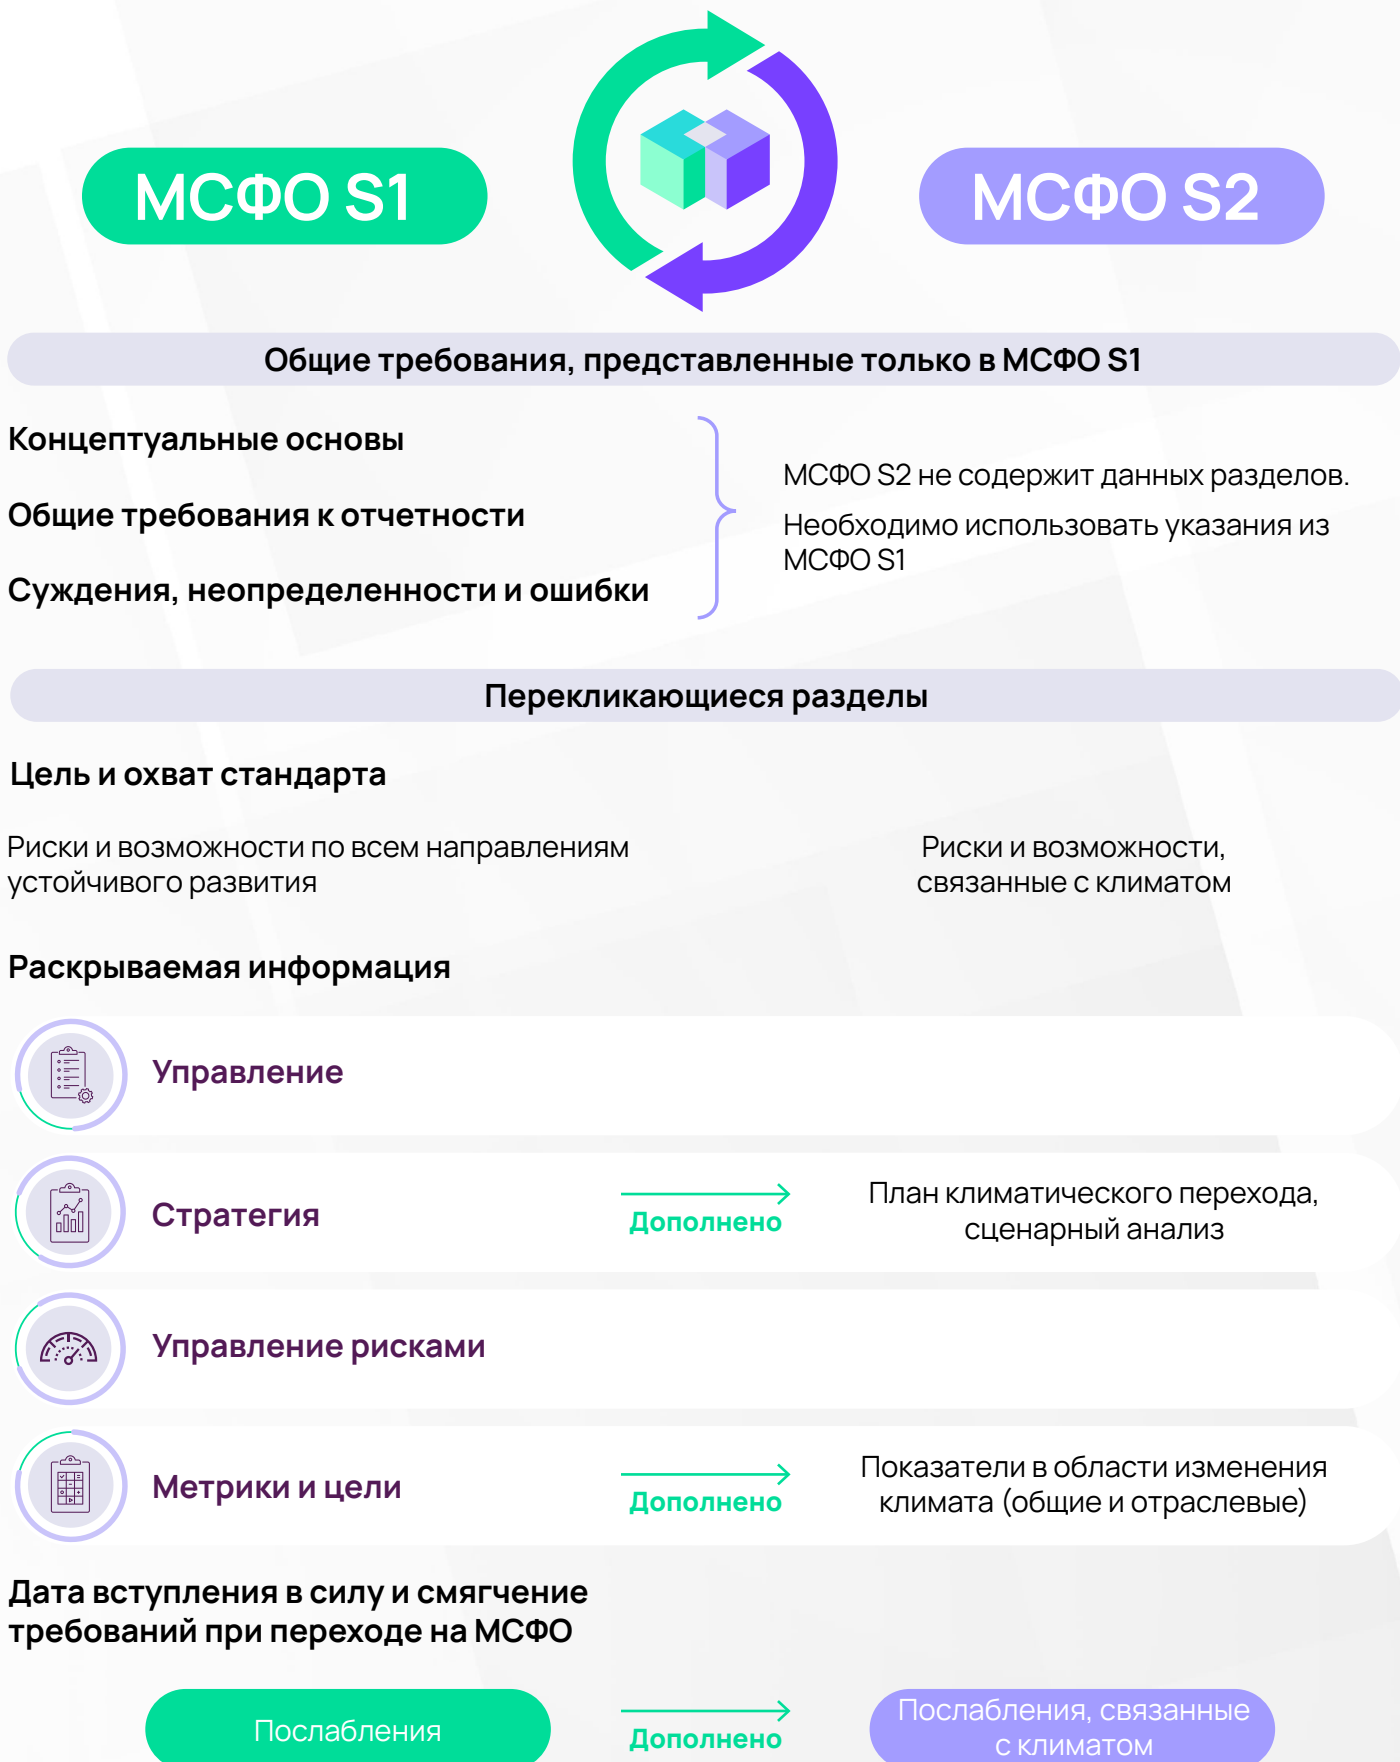 МСФО S1
МСФО S2
Общие требования, представленные только в МСФО S1
Концептуальные основы
Общие требования к отчетности
Суждения, неопределенности и ошибки
МСФО S2 не содержит данных разделов.
Необходимо использовать указания из
МСФО S1
Перекликающиеся разделы
Цель и охват стандарта
Риски и возможности по всем направлениям
устойчивого развития
Риски и возможности,
связанные с климатом
Раскрываемая информация
Управление
Стратегия
Дополнено
План климатического перехода,
сценарный анализ
Управление рисками
Метрики и цели
Дополнено
Показатели в области изменения
климата (общие и отраслевые)
Дата вступления в силу и смягчение
требований при переходе на МСФО
Послабления
Дополнено
Послабления, связанные
с климатом